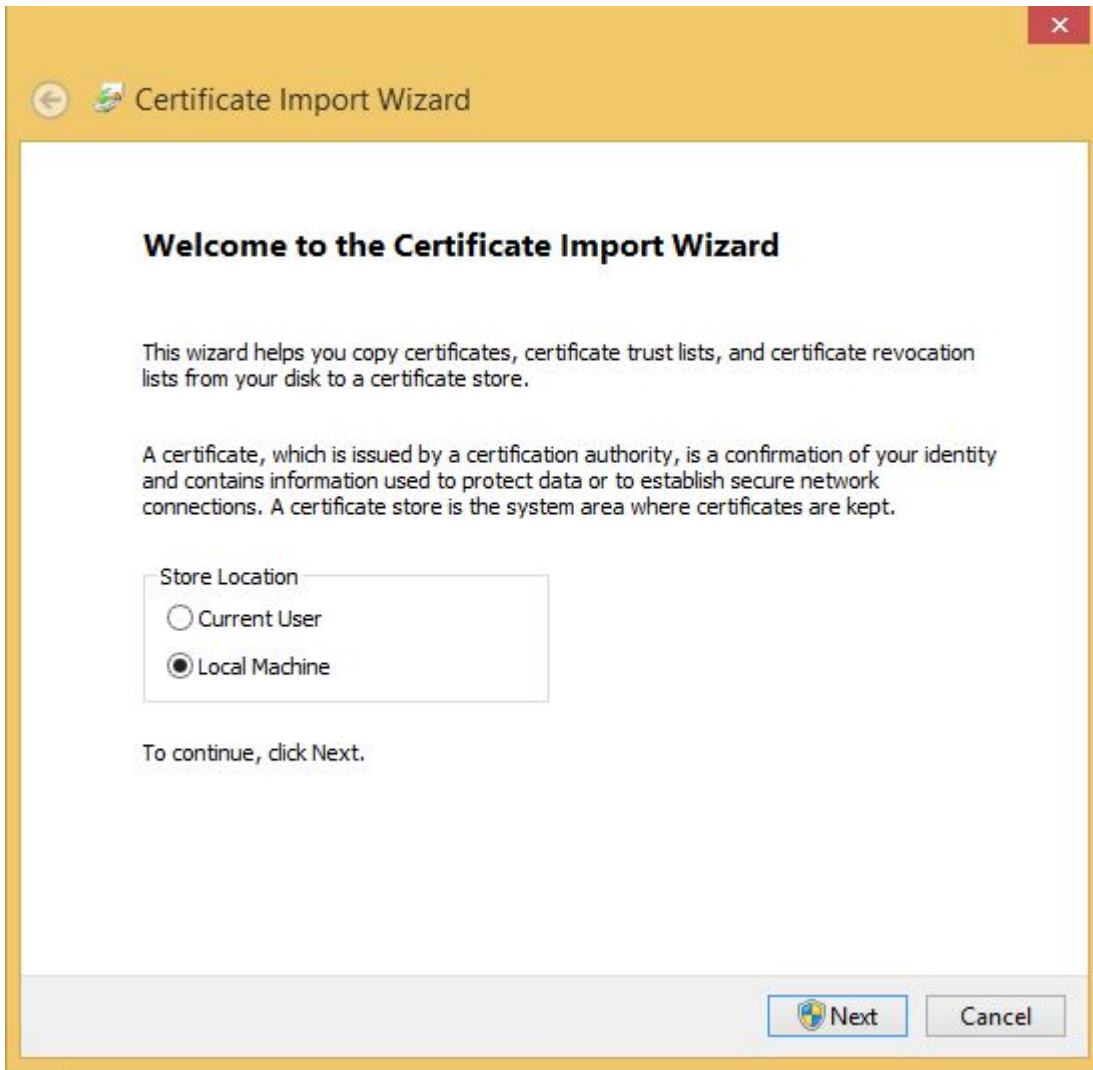 Certificate Import Wizard
Welcome to the Certificate Import Wizard
This wizard helps you copy certificates, certificate trust lists, and certificate revocation
lists from your disk to a certificate store.
A certificate, which is issued by a certification authority, is a confirmation of your identity
and contains information used to protect data or to establish secure network
connections. A certificate store is the system area where certificates are kept.
Store Location
Current User
Local Machine
To continue, click Next.
Next Cancel